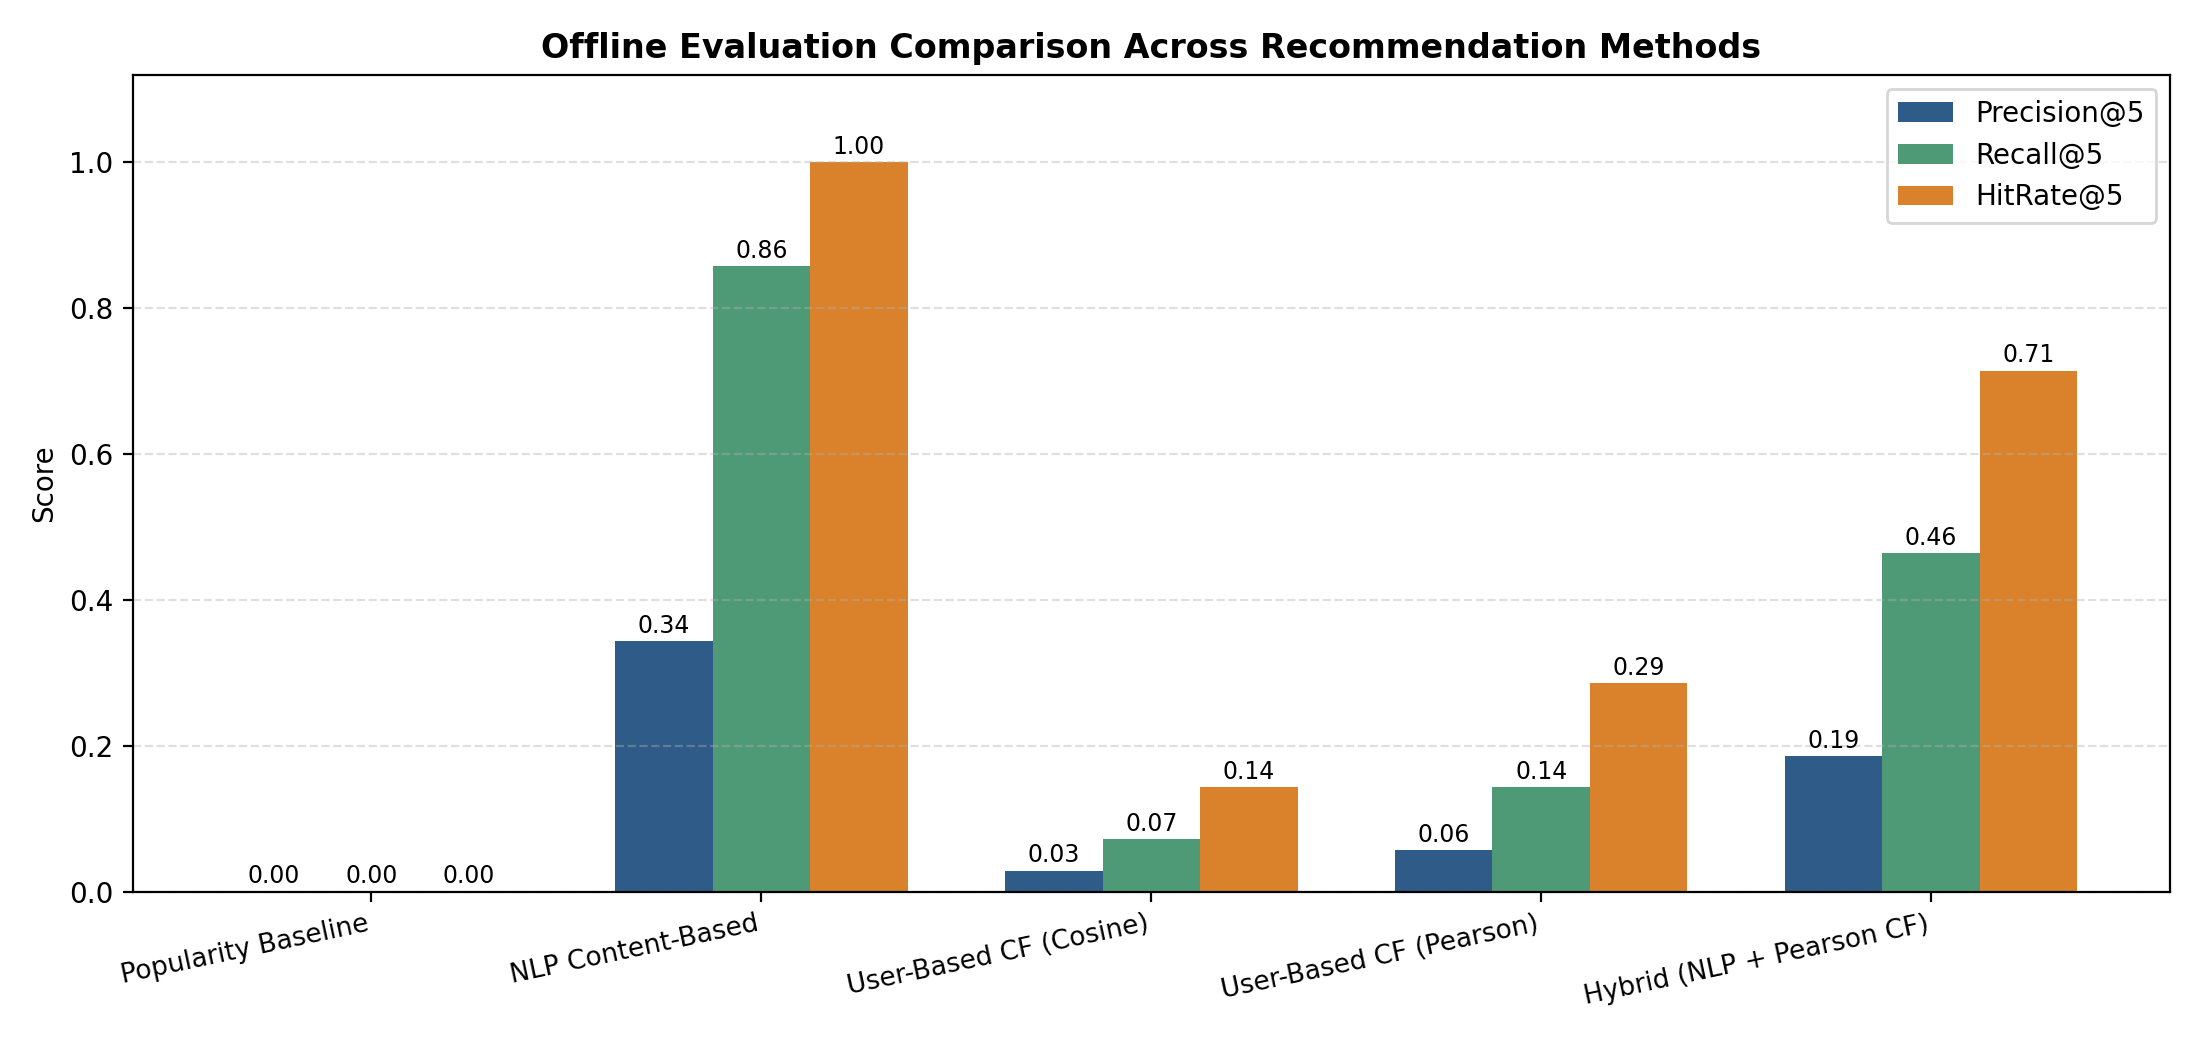 Offline Evaluation Comparison Across Recommendation Methods
Precision@5
Recall@5
HitRate@5
Score
1.0
0.8
0.6
0.4
0.2
0.0
0.00 0.00 0.00
0.34 0.86 1.00
0.03 0.07 0.14
0.06 0.14 0.29
0.19 0.46 0.71
Popularity Baseline
NLP Content-Based
User-Based CF (Cosine)
User-Based CF (Pearson)
Hybrid (NLP + Pearson CF)